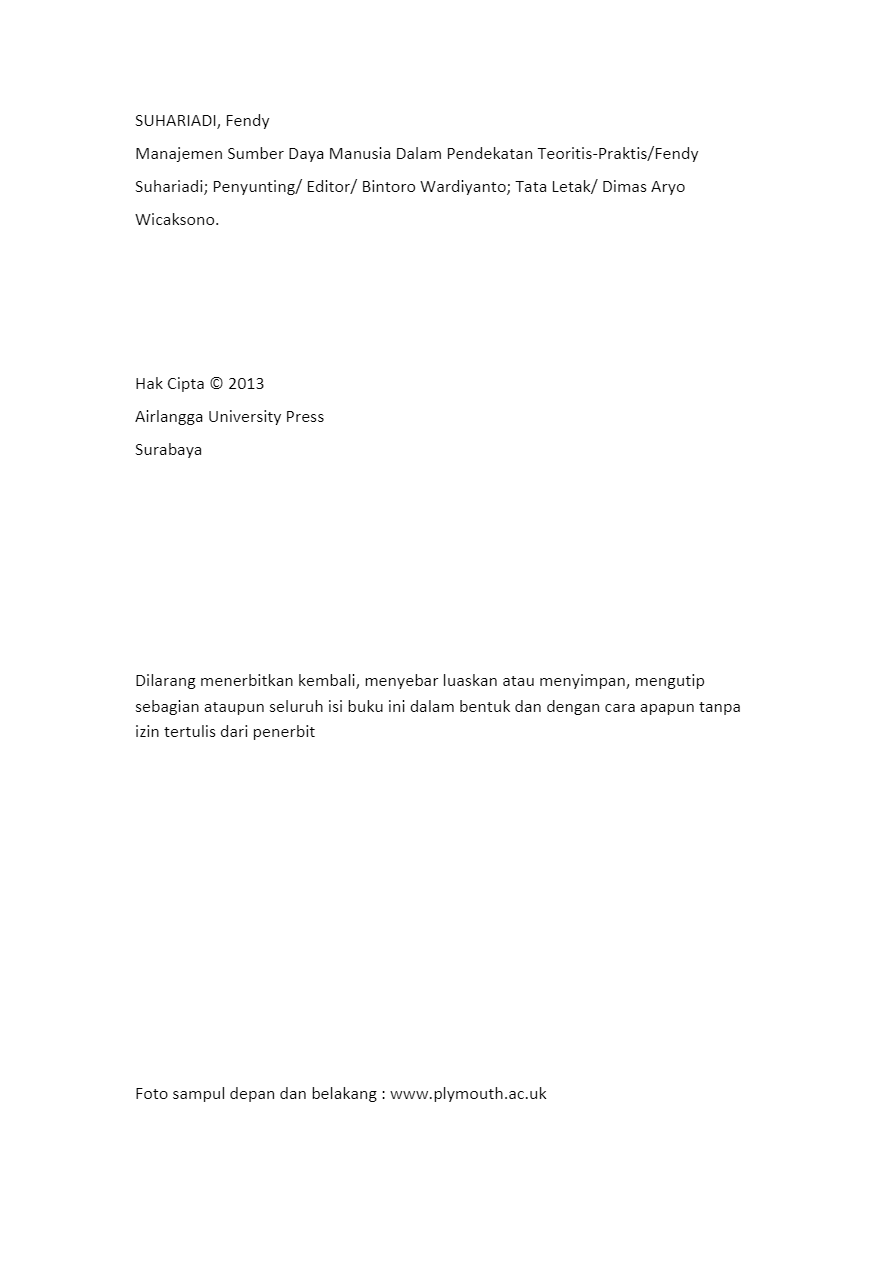 SUHARIADI, Fendy
Manajemen Sumber Daya Manusia Dalam Pendekatan Teoritis-Praktis/Fendy
Suhariadi; Penyunting/ Editor/ Bintoro Wardiyanto; Tata Letak/ Dimas Aryo
Wicaksono.
Hak Cipta © 2013
Airlangga University Press
Surabaya
Dilarang menerbitkan kembali, menyebar luaskan atau menyimpan, mengutip
sebagian ataupun seluruh isi buku ini dalam bentuk dan dengan cara apapun tanpa
izin tertulis dari penerbit
Foto sampul depan dan belakang : www.plymouth.ac.uk